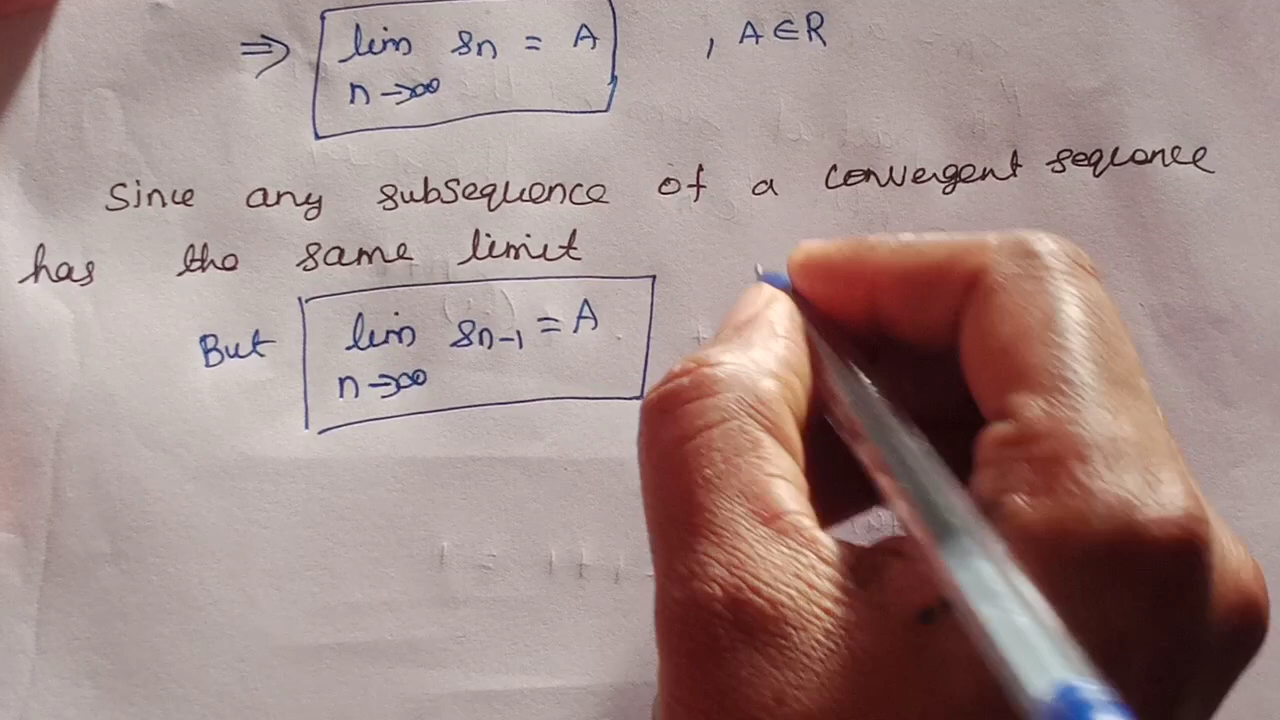 ⇒ lim sn = A , A ∈ R
n→∞
Since any subsequence of a convergent sequence
has the same limit
But lim sn-1 = A
n→∞